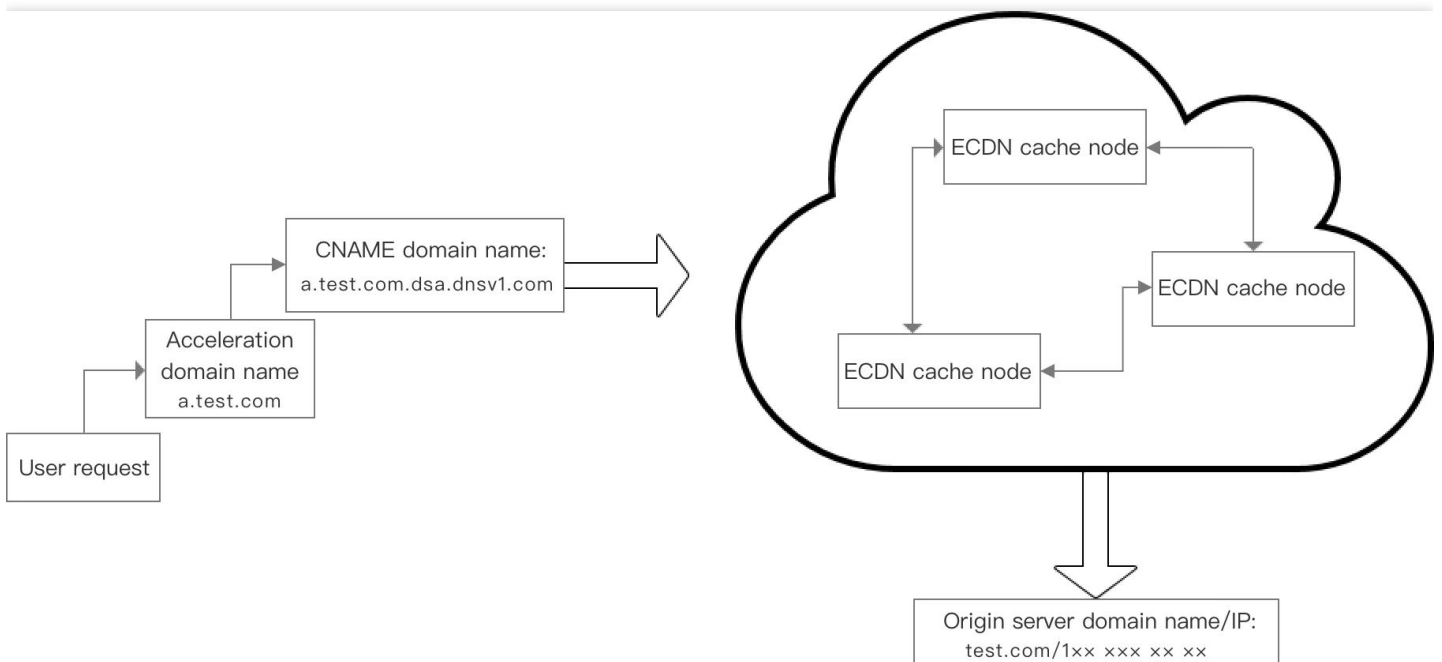 User request
Acceleration
domain name
a.test.com
CNAME domain name:
a.test.com.dsa.dnsv1.com
ECDN cache node
ECDN cache node
ECDN cache node
Origin server domain name/IP:
test.com/1×× ××× ×× ××